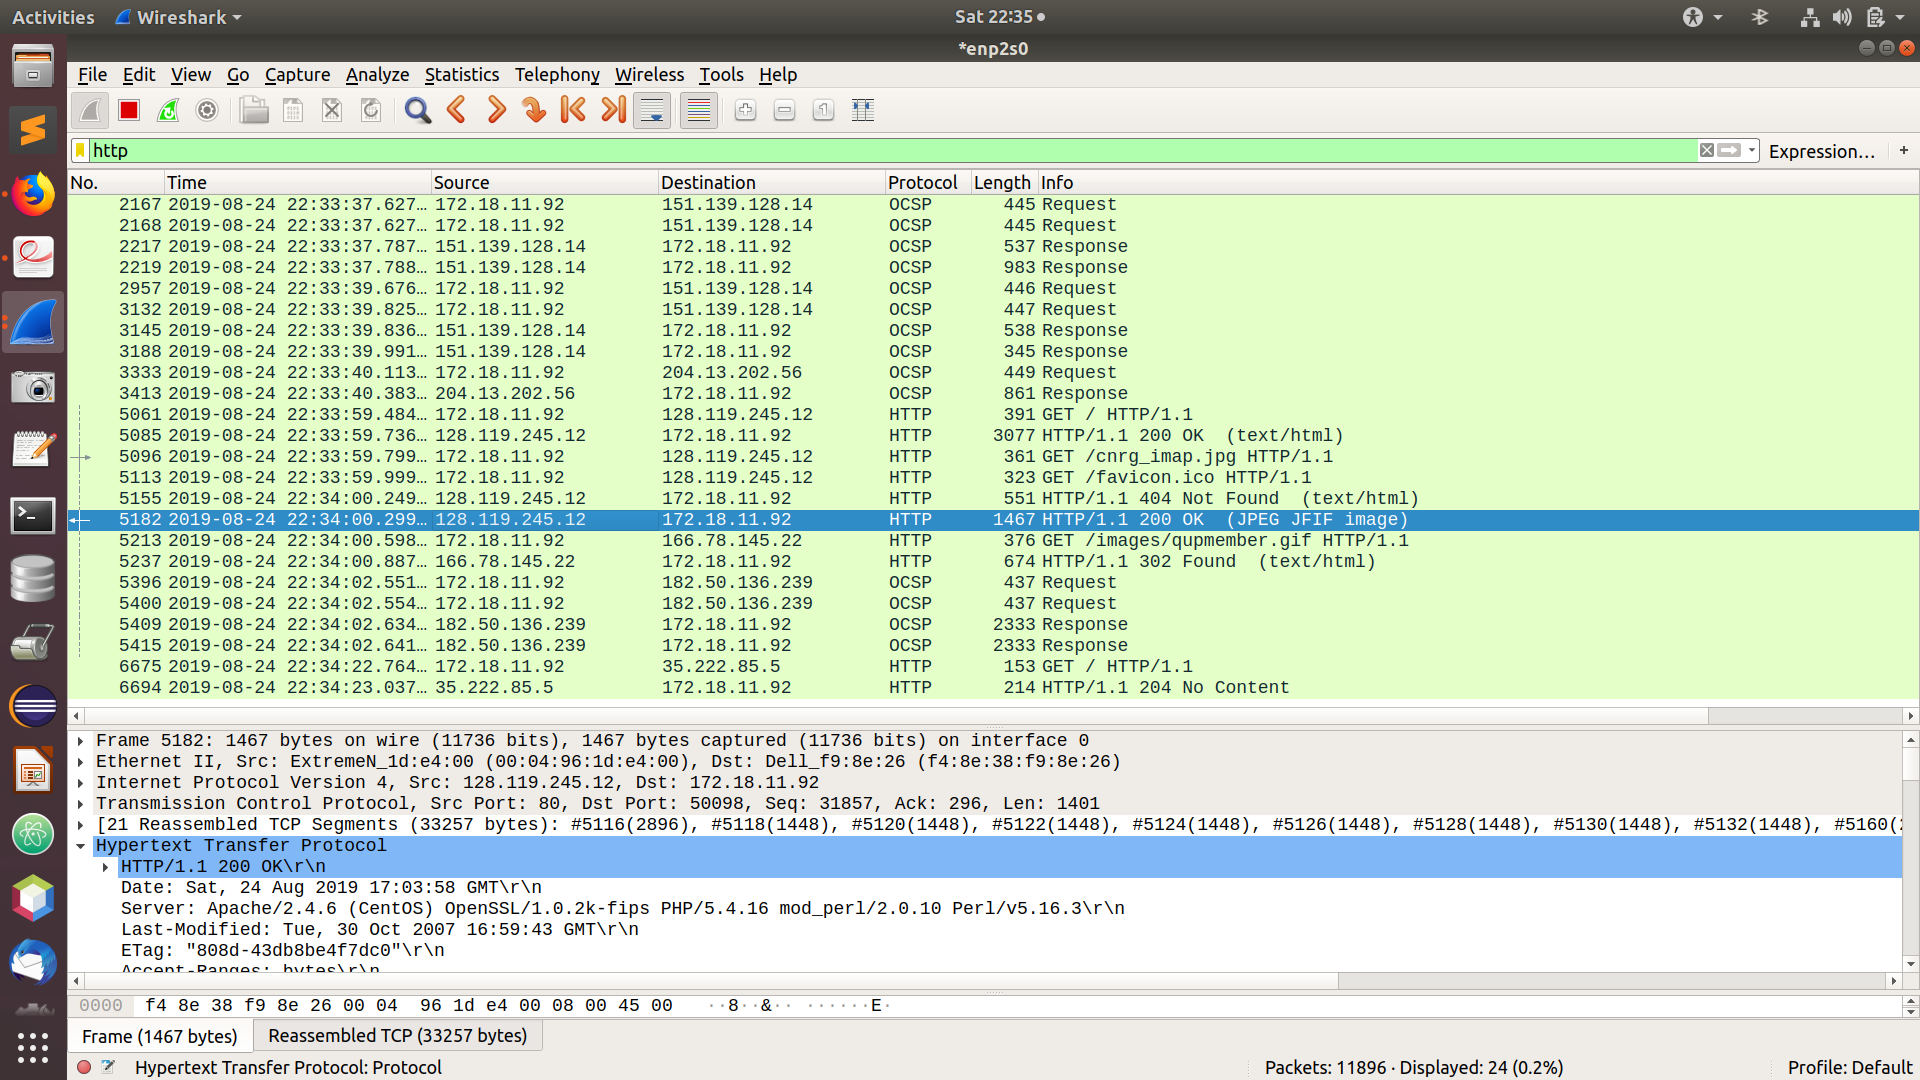 Activities Wireshark Sat 22:35
*enp2s0
File Edit View Go Capture Analyze Statistics Telephony Wireless Tools Help
http Expression… +
No. Time Source Destination Protocol Length Info
2167 2019-08-24 22:33:37.627… 172.18.11.92 151.139.128.14 OCSP 445 Request
2168 2019-08-24 22:33:37.627… 172.18.11.92 151.139.128.14 OCSP 445 Request
2217 2019-08-24 22:33:37.787… 151.139.128.14 172.18.11.92 OCSP 537 Response
2219 2019-08-24 22:33:37.788… 151.139.128.14 172.18.11.92 OCSP 983 Response
2957 2019-08-24 22:33:39.676… 172.18.11.92 151.139.128.14 OCSP 446 Request
3132 2019-08-24 22:33:39.825… 172.18.11.92 151.139.128.14 OCSP 447 Request
3145 2019-08-24 22:33:39.836… 151.139.128.14 172.18.11.92 OCSP 538 Response
3188 2019-08-24 22:33:39.991… 151.139.128.14 172.18.11.92 OCSP 345 Response
3333 2019-08-24 22:33:40.113… 172.18.11.92 204.13.202.56 OCSP 449 Request
3413 2019-08-24 22:33:40.383… 204.13.202.56 172.18.11.92 OCSP 861 Response
5061 2019-08-24 22:33:59.484… 172.18.11.92 128.119.245.12 HTTP 391 GET / HTTP/1.1
5085 2019-08-24 22:33:59.736… 128.119.245.12 172.18.11.92 HTTP 3077 HTTP/1.1 200 OK (text/html)
5096 2019-08-24 22:33:59.799… 172.18.11.92 128.119.245.12 HTTP 361 GET /cnrg_imap.jpg HTTP/1.1
5113 2019-08-24 22:33:59.999… 172.18.11.92 128.119.245.12 HTTP 323 GET /favicon.ico HTTP/1.1
5155 2019-08-24 22:34:00.249… 128.119.245.12 172.18.11.92 HTTP 551 HTTP/1.1 404 Not Found (text/html)
5182 2019-08-24 22:34:00.299… 128.119.245.12 172.18.11.92 HTTP 1467 HTTP/1.1 200 OK (JPEG JFIF image)
5213 2019-08-24 22:34:00.598… 172.18.11.92 166.78.145.22 HTTP 376 GET /images/qupmember.gif HTTP/1.1
5237 2019-08-24 22:34:00.887… 166.78.145.22 172.18.11.92 HTTP 674 HTTP/1.1 302 Found (text/html)
5396 2019-08-24 22:34:02.551… 172.18.11.92 182.50.136.239 OCSP 437 Request
5400 2019-08-24 22:34:02.554… 172.18.11.92 182.50.136.239 OCSP 437 Request
5409 2019-08-24 22:34:02.634… 182.50.136.239 172.18.11.92 OCSP 2333 Response
5415 2019-08-24 22:34:02.641… 182.50.136.239 172.18.11.92 OCSP 2333 Response
6675 2019-08-24 22:34:22.764… 172.18.11.92 35.222.85.5 HTTP 153 GET / HTTP/1.1
6694 2019-08-24 22:34:23.037… 35.222.85.5 172.18.11.92 HTTP 214 HTTP/1.1 204 No Content
Frame 5182: 1467 bytes on wire (11736 bits), 1467 bytes captured (11736 bits) on interface 0
Ethernet II, Src: ExtremeN_1d:e4:00 (00:04:96:1d:e4:00), Dst: Dell_f9:8e:26 (f4:8e:38:f9:8e:26)
Internet Protocol Version 4, Src: 128.119.245.12, Dst: 172.18.11.92
Transmission Control Protocol, Src Port: 80, Dst Port: 50098, Seq: 31857, Ack: 296, Len: 1401
[21 Reassembled TCP Segments (33257 bytes): #5116(2896), #5118(1448), #5120(1448), #5122(1448), #5124(1448), #5126(1448), #5128(1448), #5130(1448), #5132(1448), #5160(
Hypertext Transfer Protocol
HTTP/1.1 200 OK\r\n
Date: Sat, 24 Aug 2019 17:03:58 GMT\r\n
Server: Apache/2.4.6 (CentOS) OpenSSL/1.0.2k-fips PHP/5.4.16 mod_perl/2.0.10 Perl/v5.16.3\r\n
Last-Modified: Tue, 30 Oct 2007 16:59:43 GMT\r\n
ETag: "808d-43db8be4f7dc0"\r\n
Accept-Ranges: bytes\r\n
0000 f4 8e 38 f9 8e 26 00 04 96 1d e4 00 08 00 45 00 ··8··&·· ······E·
Frame (1467 bytes) Reassembled TCP (33257 bytes)
Hypertext Transfer Protocol: Protocol Packets: 11896 · Displayed: 24 (0.2%) Profile: Default